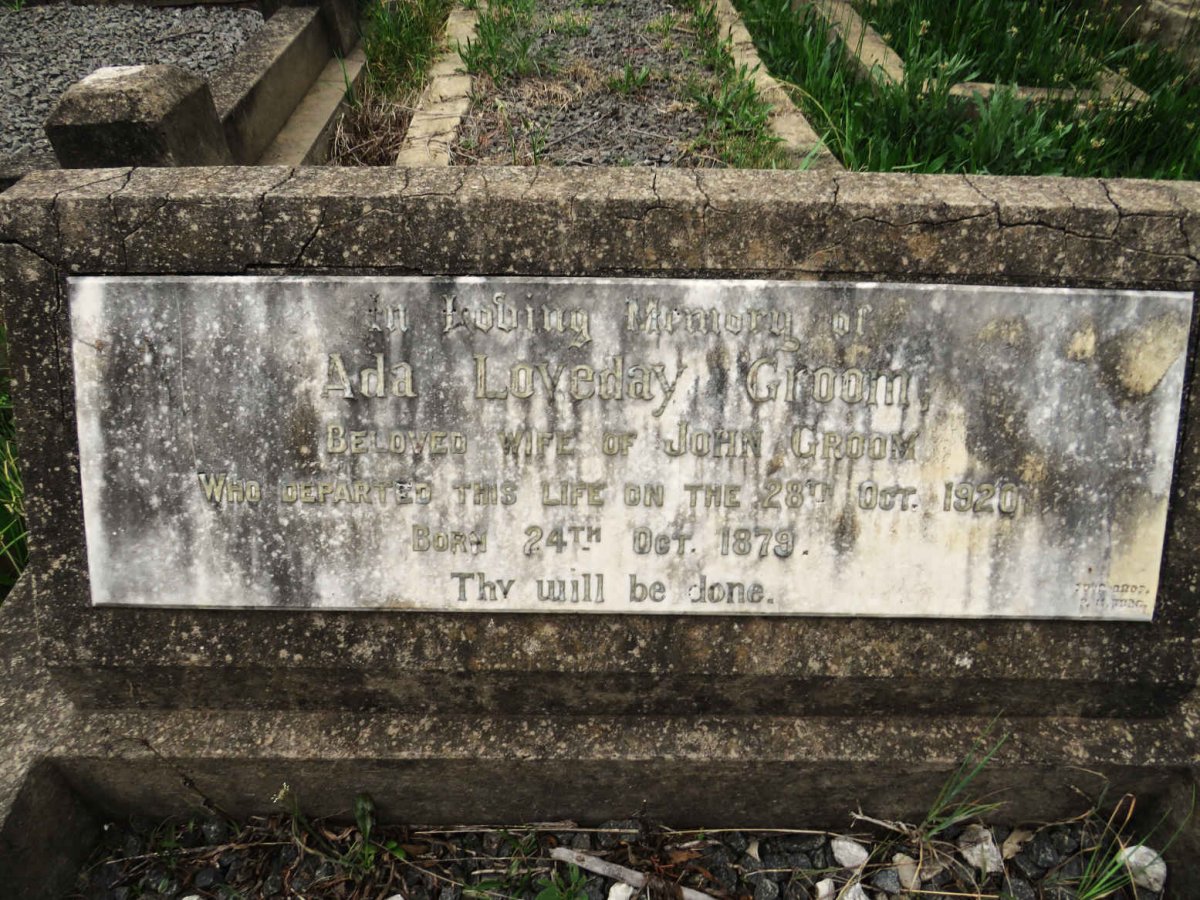 In Loving Memory of
Ada Loveday Groom,
BELOVED WIFE OF JOHN GROOM
WHO DEPARTED THIS LIFE ON THE 28TH OCT. 1920
BORN 24TH OCT. 1879.
Thy will be done.
BROS.